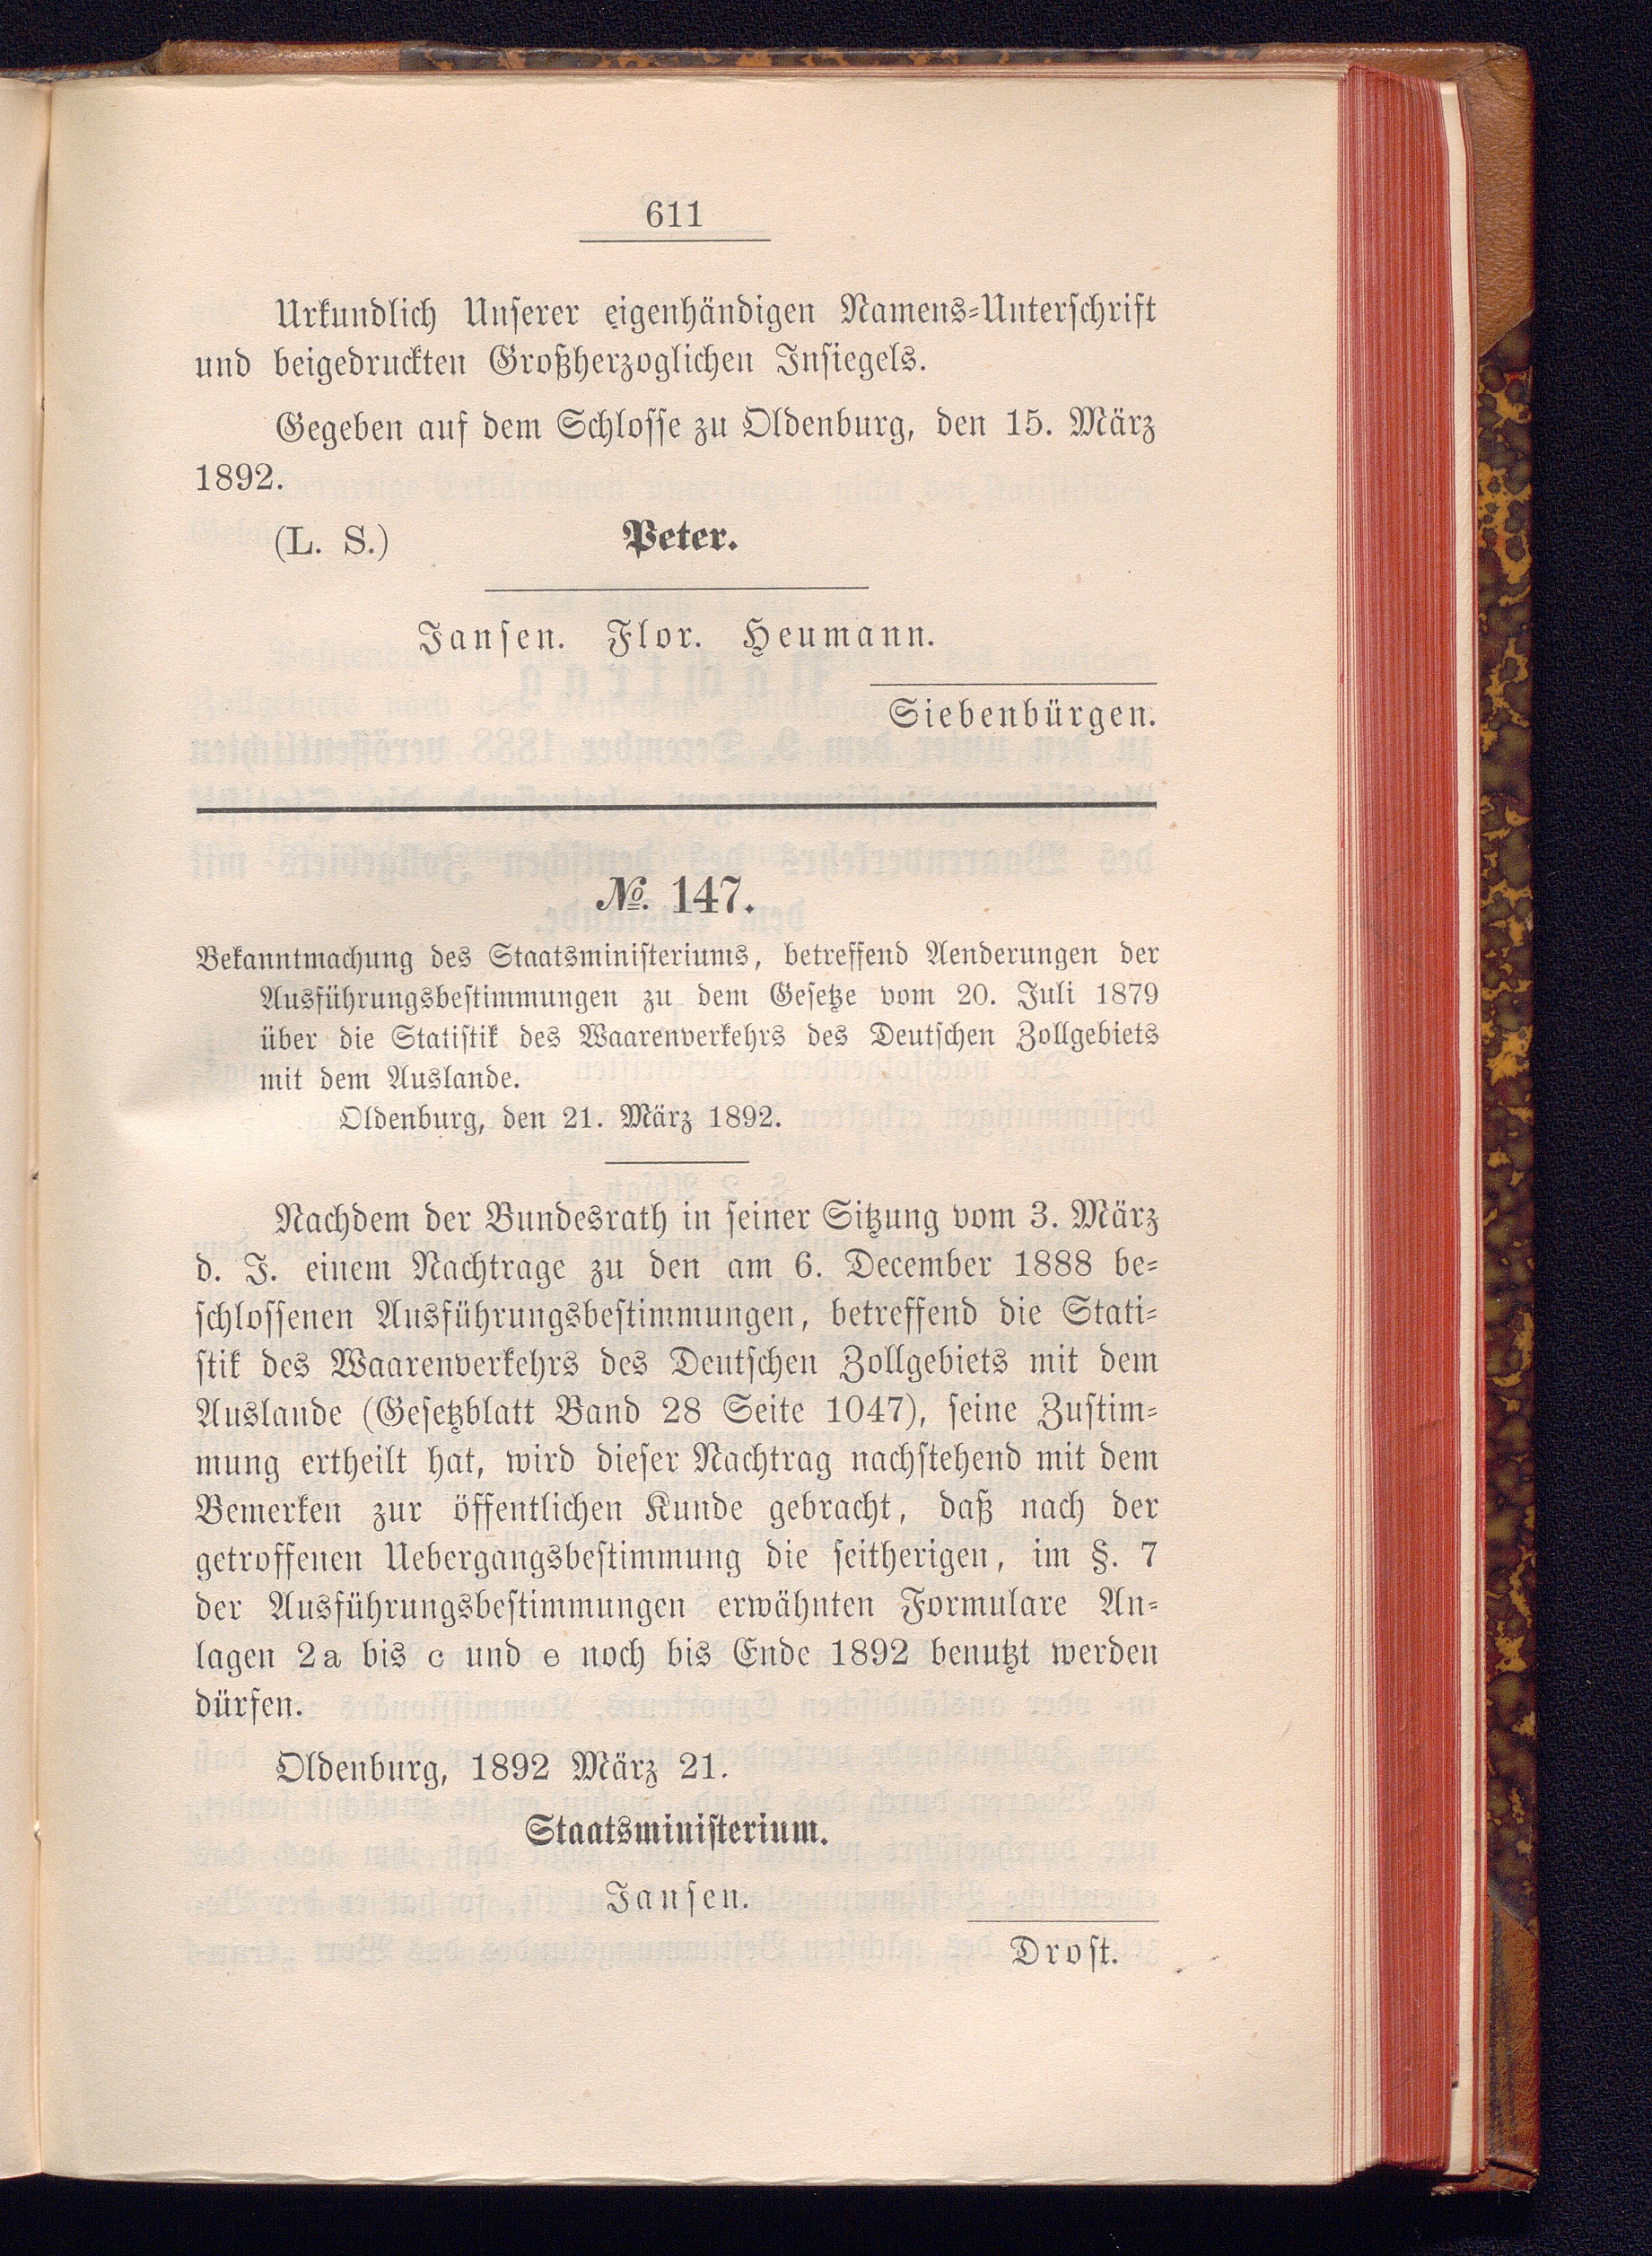 611
Urkundlich Unserer eigenhändigen Namens-Unterschrift
und beigedruckten Großherzoglichen Insiegels.
Gegeben auf dem Schlosse zu Oldenburg, den 15. März
1892.
(L. S.) Peter.
Jansen. Flor. Heumann.
Siebenbürgen.
№. 147.
Bekanntmachung des Staatsministeriums, betreffend Aenderungen der
Ausführungsbestimmungen zu dem Gesetze vom 20. Juli 1879
über die Statistik des Waarenverkehrs des Deutschen Zollgebiets
mit dem Auslande.
Oldenburg, den 21. März 1892.
Nachdem der Bundesrath in seiner Sitzung vom 3. März
d. J. einem Nachtrage zu den am 6. December 1888 be-
schlossenen Ausführungsbestimmungen, betreffend die Stati-
stik des Waarenverkehrs des Deutschen Zollgebiets mit dem
Auslande (Gesetzblatt Band 28 Seite 1047), seine Zustim-
mung ertheilt hat, wird dieser Nachtrag nachstehend mit dem
Bemerken zur öffentlichen Kunde gebracht, daß nach der
getroffenen Uebergangsbestimmung die seitherigen, im §. 7
der Ausführungsbestimmungen erwähnten Formulare An-
lagen 2a bis c und e noch bis Ende 1892 benutzt werden
dürfen.
Oldenburg, 1892 März 21.
Staatsministerium.
Jansen.
Drost.